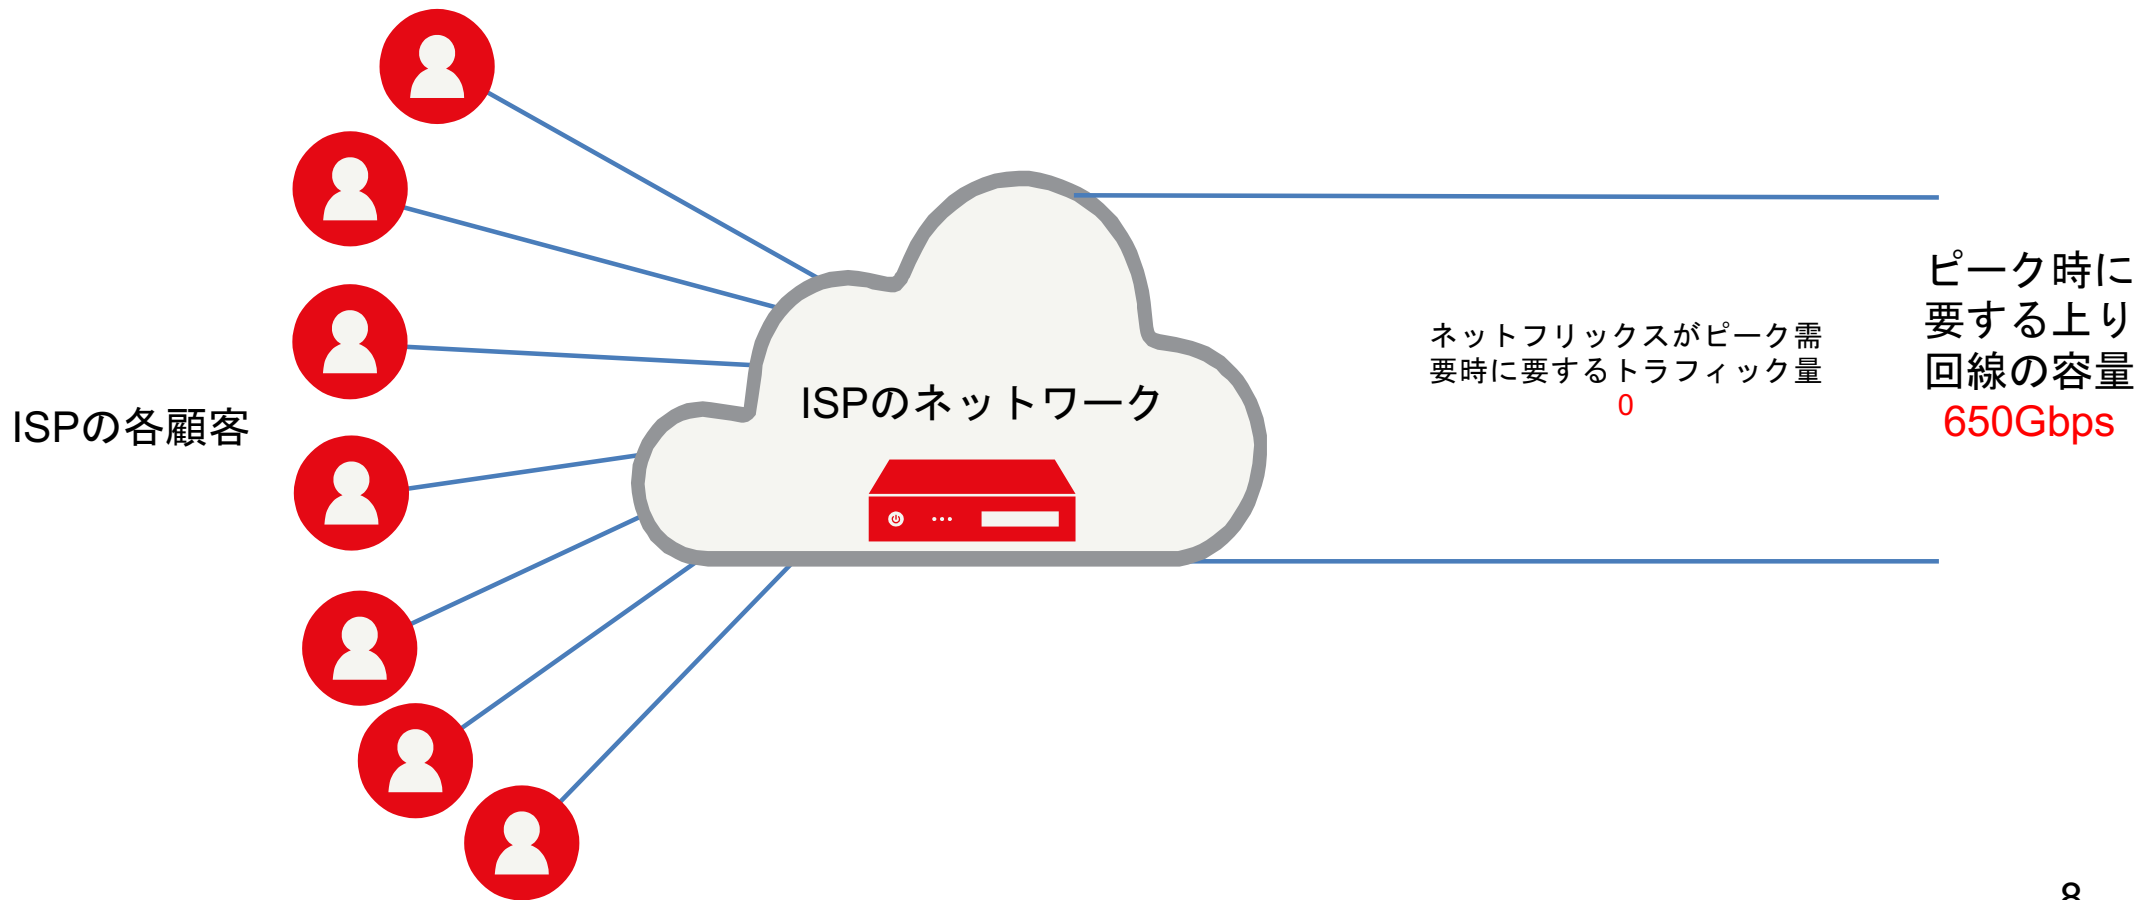 ISPの各顧客
ISPのネットワーク
ネットフリックスがピーク需
要時に要するトラフィック量
0
ピーク時に
要する上り
回線の容量
650Gbps
8